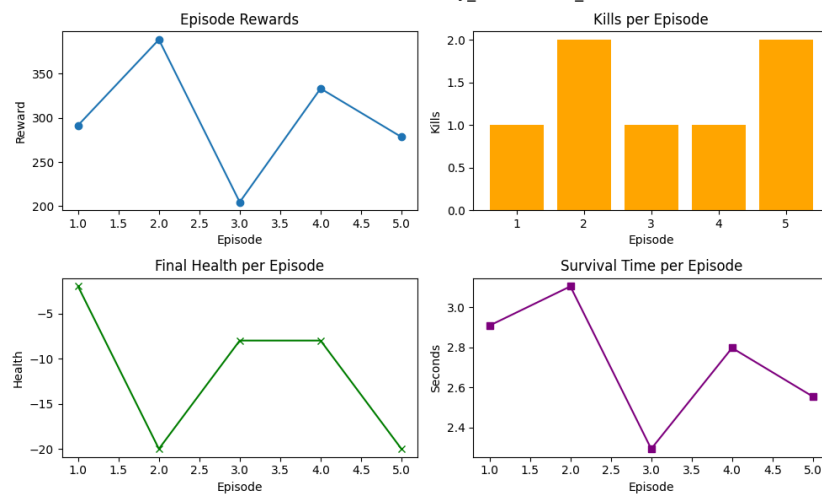 Episode Rewards
Reward
350
300
250
200
1.0 1.5 2.0 2.5 3.0 3.5 4.0 4.5 5.0
Episode
Kills per Episode
Kills
2.0
1.5
1.0
0.5
0.0
1 2 3 4 5
Episode
Final Health per Episode
Health
−5
−10
−15
−20
1.0 1.5 2.0 2.5 3.0 3.5 4.0 4.5 5.0
Episode
Survival Time per Episode
Seconds
3.0
2.8
2.6
2.4
1.0 1.5 2.0 2.5 3.0 3.5 4.0 4.5 5.0
Episode